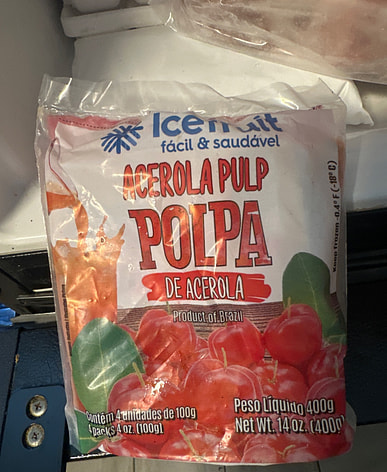 Icefruit
fácil & saudável
ACEROLA PULP
POLPA
DE ACEROLA
Product of Brazil
Keep frozen -0.4° F (-18° C)
Contêm 4 unidades de 100g
4 packs 4 oz. (100g)
Peso Líquido 400g
Net Wt. 14 oz. (400g)